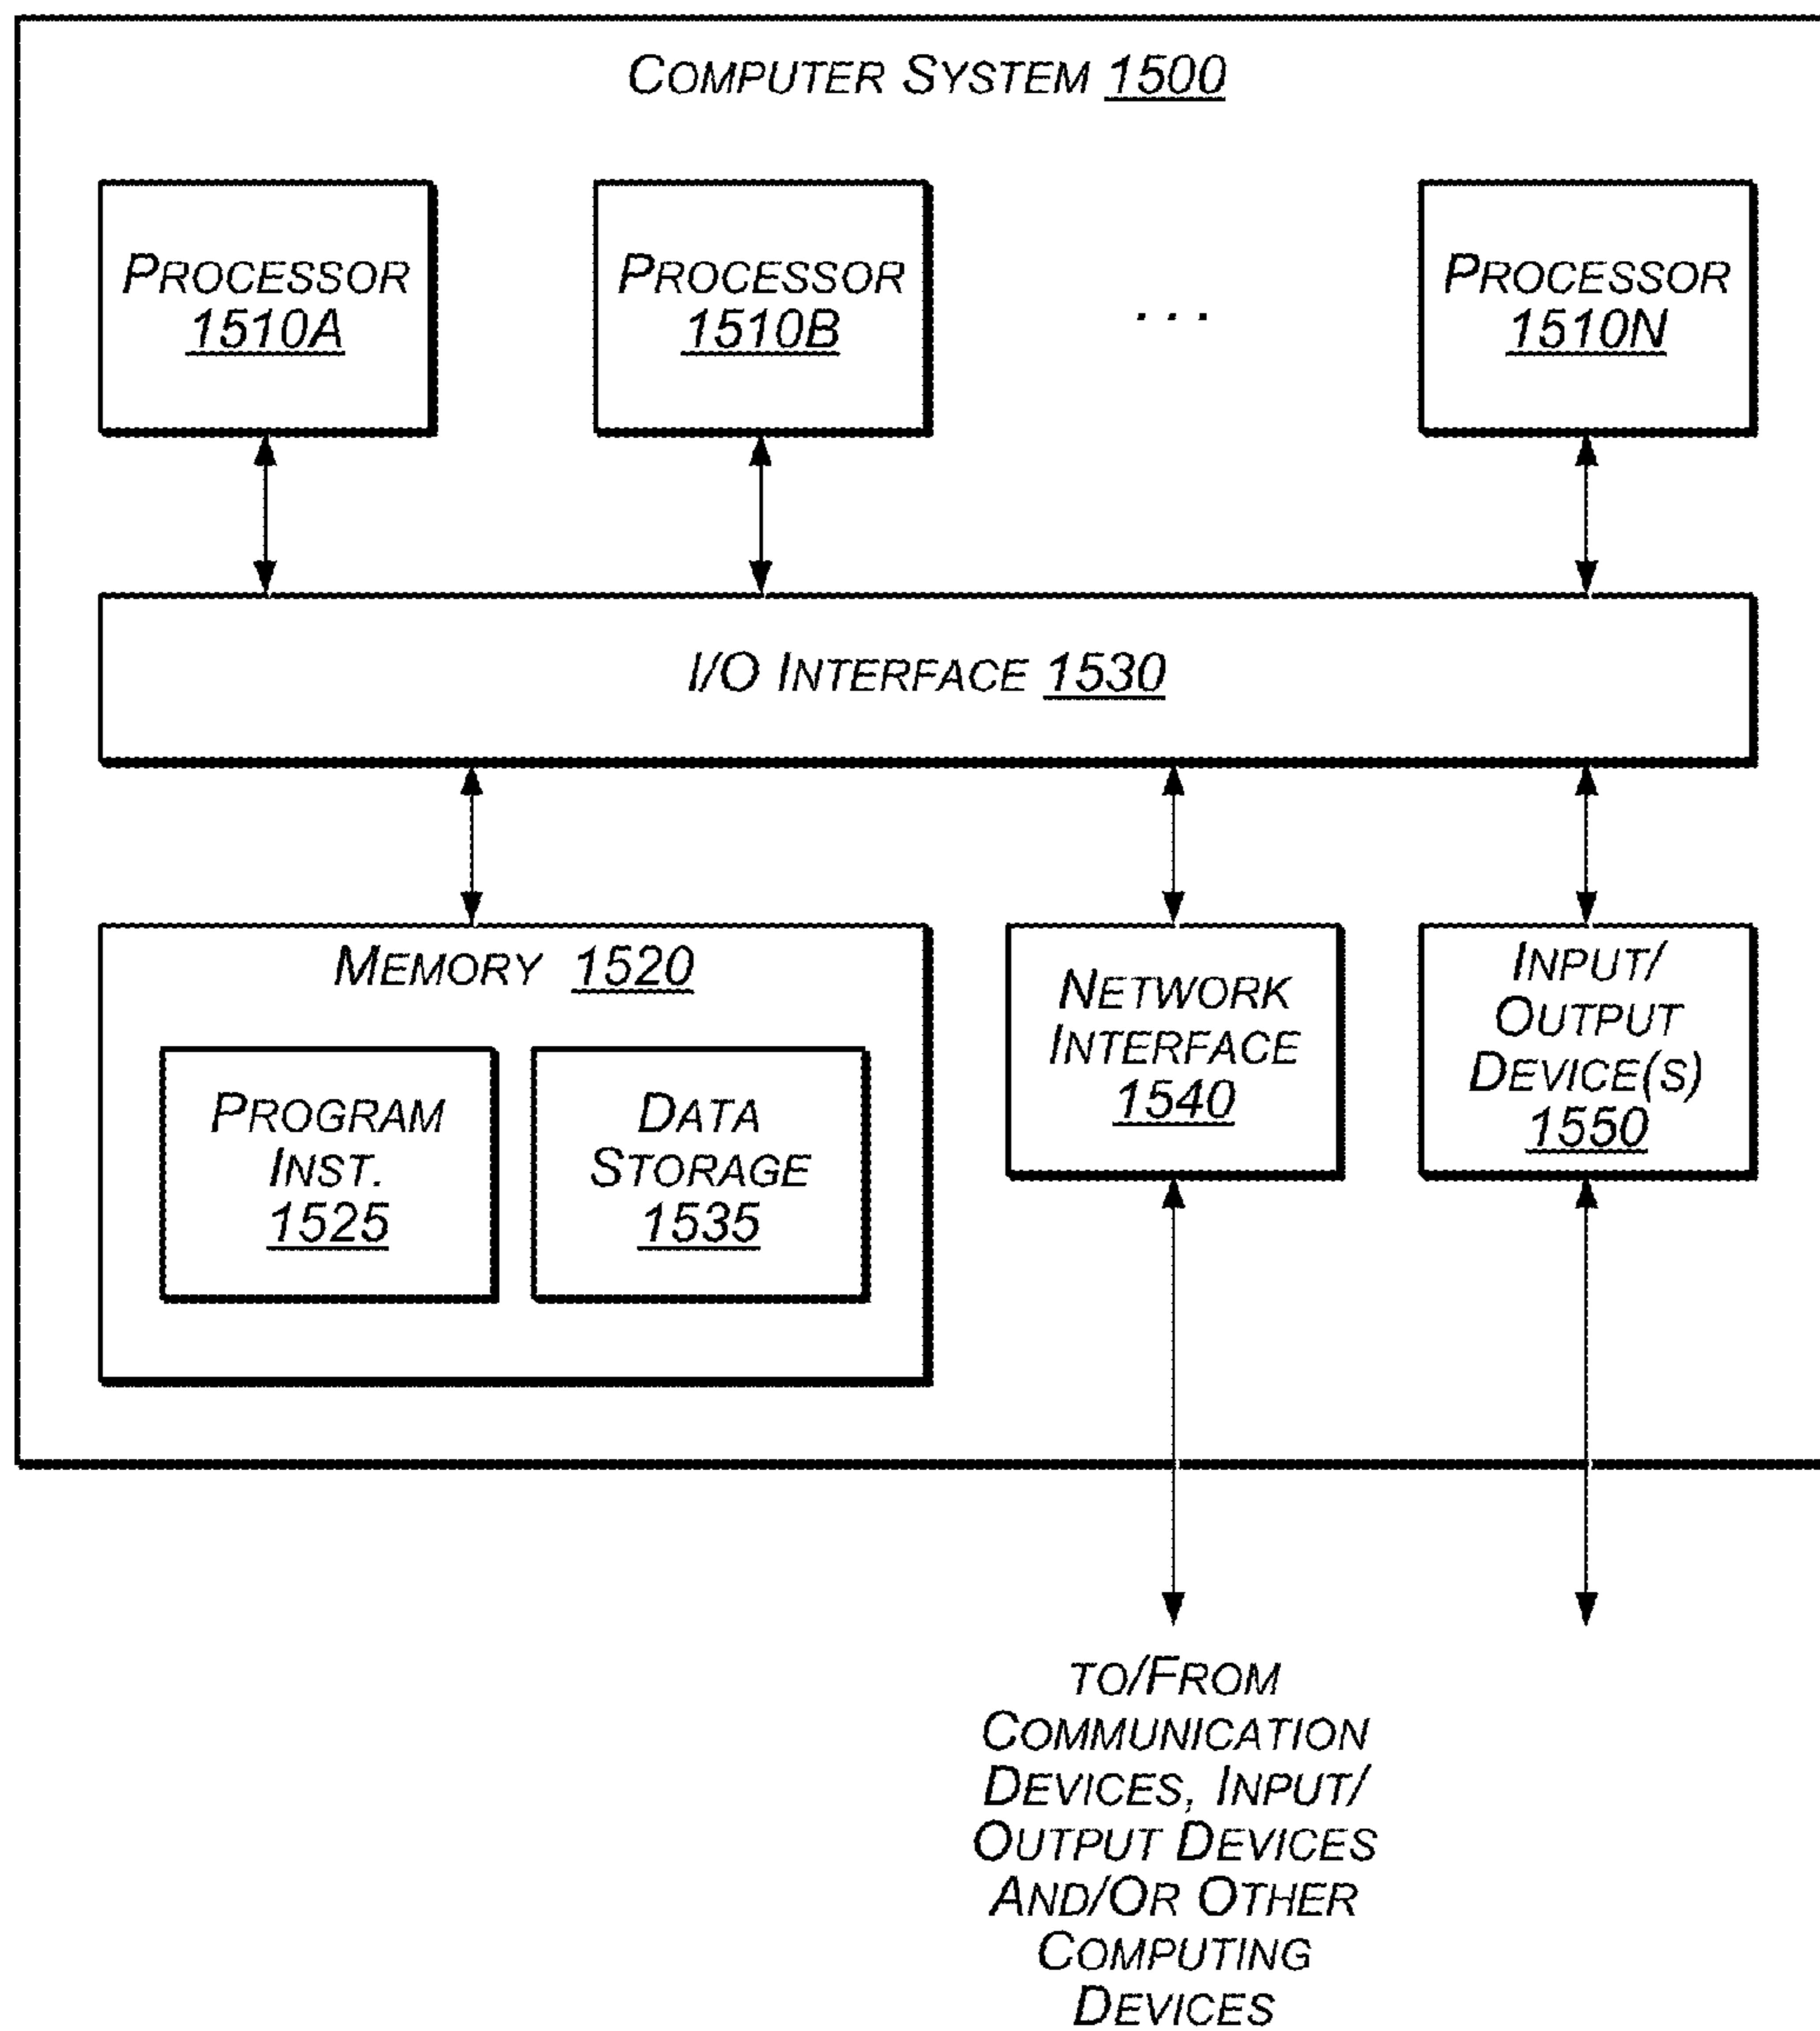 COMPUTER SYSTEM 1500
PROCESSOR
1510A
PROCESSOR
1510B
. . .
PROCESSOR
1510N
I/O INTERFACE 1530
MEMORY 1520
PROGRAM
INST.
1525
DATA
STORAGE
1535
NETWORK
INTERFACE
1540
INPUT/
OUTPUT
DEVICE(S)
1550
TO/FROM
COMMUNICATION
DEVICES, INPUT/
OUTPUT DEVICES
AND/OR OTHER
COMPUTING
DEVICES